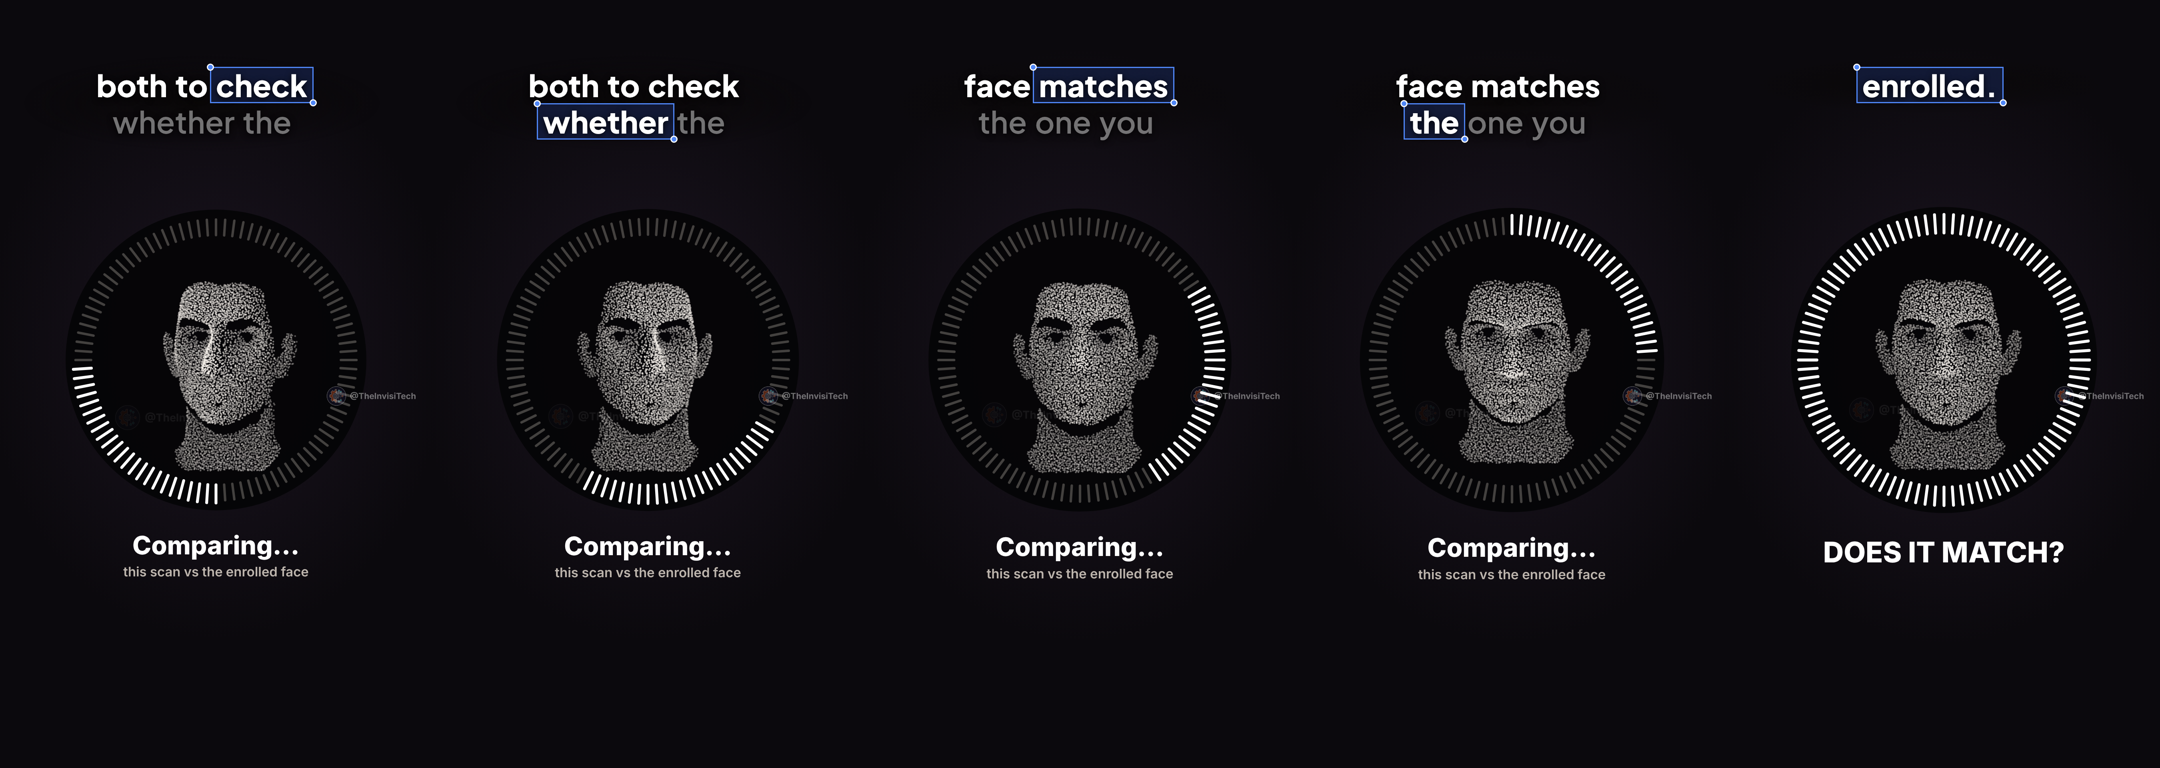 both to check
whether the
@TheInvisiTech
Comparing...
this scan vs the enrolled face
both to check
whether the
@TheInvisiTech
Comparing...
this scan vs the enrolled face
face matches
the one you
@TheInvisiTech
Comparing...
this scan vs the enrolled face
face matches
the one you
@TheInvisiTech
Comparing...
this scan vs the enrolled face
enrolled.
@TheInvisiTech
DOES IT MATCH?